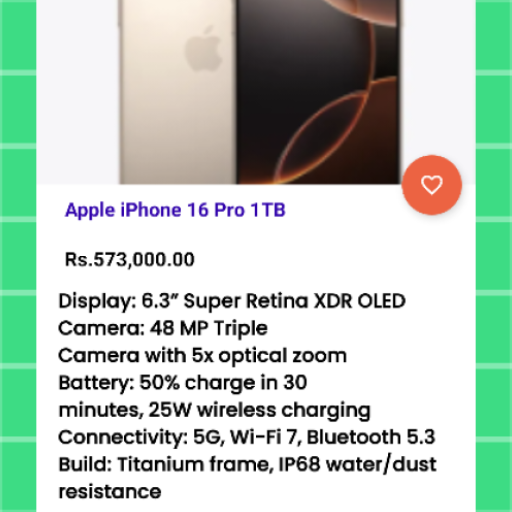 Apple iPhone 16 Pro 1TB
Rs.573,000.00
Display: 6.3” Super Retina XDR OLED
Camera: 48 MP Triple
Camera with 5x optical zoom
Battery: 50% charge in 30
minutes, 25W wireless charging
Connectivity: 5G, Wi-Fi 7, Bluetooth 5.3
Build: Titanium frame, IP68 water/dust
resistance